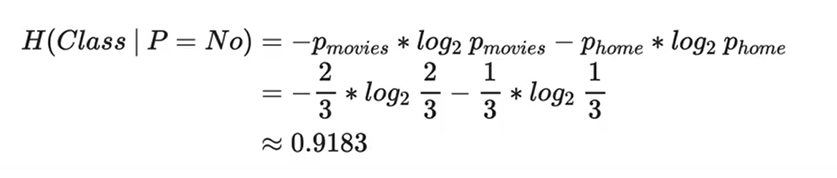 H(Class | P = No) = −p_movies * log_2 p_movies − p_home * log_2 p_home
= −2/3 * log_2 2/3 − 1/3 * log_2 1/3
≈ 0.9183